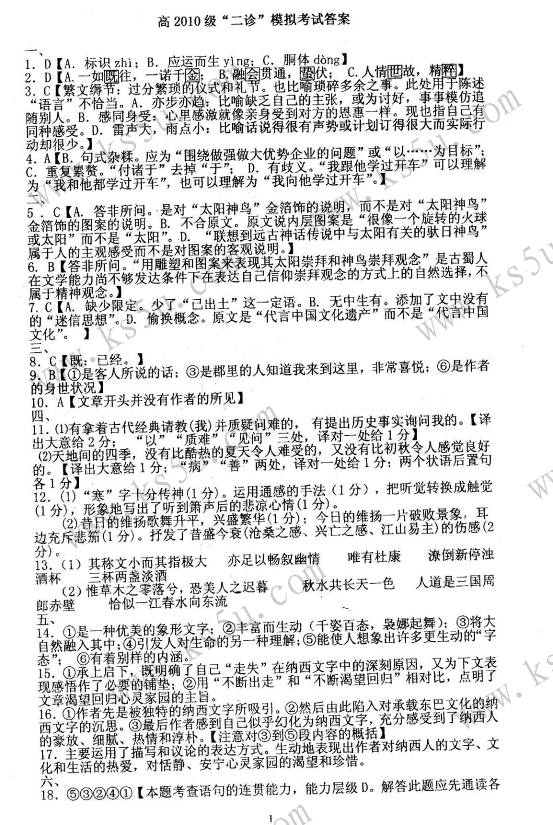 高2010级“二诊”模拟考试答案
一、
1. D【A. 标识zhì; B. 应运而生yìng; C. 胴体dòng】
2. D【A.一如既往，一诺千金; B.融会贯通，蛰伏; C.人情世故，精粹】
3. C【繁文缛节：过分繁琐的仪式和礼节。也比喻琐碎多余之事。此处用于陈述
“语言”不恰当。A. 亦步亦趋：比喻缺乏自己的主张，或为讨好，事事模仿追
随别人。B. 感同身受：心里感激就像亲身受到对方的恩惠一样。现也指自己有
同种感受。D. 雷声大，雨点小：比喻话说得很有声势或计划订得很大而实际行
动却很少。】
4. A【B. 句式杂糅。应为“围绕做强做大优势企业的问题”或“以……为目标”；
C. 重复累赘。“付诸于”去掉“于”； D. 有歧义。“我跟他学过开车”可以理解
为“我和他都学过开车”，也可以理解为“我向他学过开车”。】
5 . C【A. 答非所问。是对“太阳神鸟”金箔饰的说明，而不是对“太阳神鸟”
金箔饰的图案的说明。B. 不合原文。原文说内层图案是“很像一个旋转的火球
或太阳”而不是“太阳”。D. “联想到远古神话传说中与太阳有关的驮日神鸟”
属于人的主观感受而不是对图案的客观说明。】
6. B【答非所问。“用雕塑和图案来表现其太阳崇拜和神鸟崇拜观念”是古蜀人
在文学能力尚不够发达条件下在表达自己信仰崇拜观念的方式上的自然选择，不
属于精神观念。】
7. C【A. 缺少限定。少了“已出土”这一定语。B. 无中生有。添加了文中没有
的“迷信思想”。D. 偷换概念。原文是“代言中国文化遗产”而不是“代言中国
文化”。 】
三、
8. C【既：已经。】
9. B【①是客人所说的话；③是郡里的人知道我来到这里，非常喜悦；⑥是作者
的身世状况】
10. A【文章开头并没有作者的所见】
四、
11.⑴有拿着古代经典请教(我)并质疑问难的， 有提出历史事实询问我的。【译
出大意给2分； “以”“质难”“见问”三处，译对一处给1分】
⑵天地间的四季，没有比酷热的夏天令人难受的，又没有比初秋令人感觉良好
的。【译出大意给1分；“病”“善”两处，译对一处给1分；两个状语后置句
各1分】
12. (1)“寒”字十分传神(1分)。运用通感的手法（1分），把听觉转换成触觉
(1分)，形象地写出了听到箫声后的悲凉心情(1分)
(2)昔日的维扬歌舞升平，兴盛繁华(1分)；今日的维扬一片破败景象，耳
边充斥悲笳(1分)。抒发了昔盛今衰(沧桑之感、兴亡之感、江山易主)的伤感(2
分)。
13. (1) 其称文小而其指极大 亦足以畅叙幽情 唯有杜康 潦倒新停浊
酒杯 三杯两盏淡酒
(2) 惟草木之零落兮，恐美人之迟暮 秋水共长天一色 人道是三国周
郎赤壁 恰似一江春水向东流
五、
14. ①是一种优美的象形文字；②丰富而生动（千姿百态，袅娜起舞）；③将大
自然融入其中；④引发人对生命的另一种理解；⑤能使人想象出许多更生动的“字
态”； ⑥有着别样的内涵。
15. ①承上启下，既明确了自己“走失”在纳西文字中的深刻原因，又为下文表
现感悟作了必要的铺垫；②用“不断出走”和“不断渴望回归”相对比，点明了
文章渴望回归心灵家园的主旨。
16. ①作者先是被独特的纳西文字所吸引。②然后由此陷入对承载东巴文化的纳
西文字的沉思。③最后作者感到自己似乎幻化为纳西文字，充分感受到了纳西人
的豪放、细腻、热情和淳朴。【注意对③到⑤段内容的概括】
17. 主要运用了描写和议论的表达方式。生动地表现出作者对纳西人的文字、文
化和生活的热爱，对恬静、安宁心灵家园的渴望和珍惜。
六、
18. ⑤③②④①【本题考查语句的连贯能力，能力层级D。解答此题应先通读各
1
www.ks5u.com